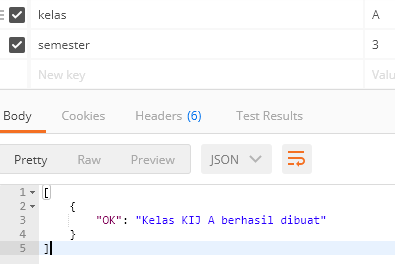 kelas A
semester 3
New key Valu
Body Cookies Headers (6) Test Results
Pretty Raw Preview JSON
1 [
2 {
3 "OK": "Kelas KIJ A berhasil dibuat"
4 }
5 ]